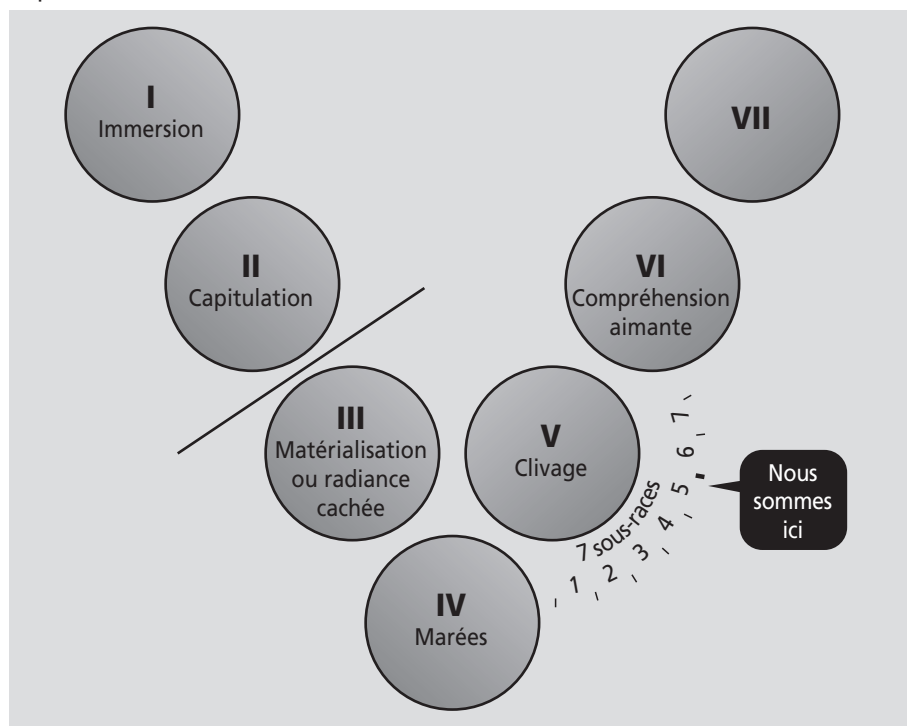 I
Immersion
VII
II
Capitulation
VI
Compréhension
aimante
III
Matérialisation
ou radiance
cachée
V
Clivage
7 sous-races
1 2 3 4 5 6 7
Nous
sommes
ici
IV
Marées